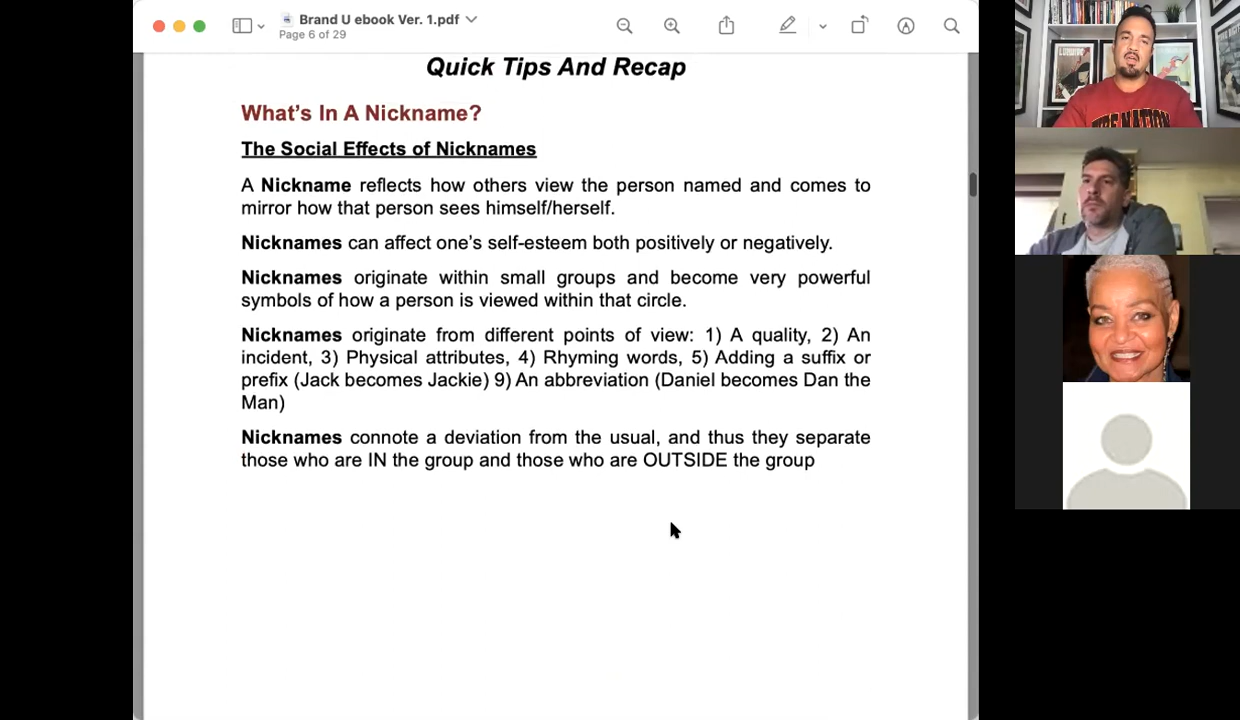 Brand U ebook Ver. 1.pdf
Page 6 of 29
Quick Tips And Recap
What's In A Nickname?
The Social Effects of Nicknames
A Nickname reflects how others view the person named and comes to
mirror how that person sees himself/herself.
Nicknames can affect one's self-esteem both positively or negatively.
Nicknames originate within small groups and become very powerful
symbols of how a person is viewed within that circle.
Nicknames originate from different points of view: 1) A quality, 2) An
incident, 3) Physical attributes, 4) Rhyming words, 5) Adding a suffix or
prefix (Jack becomes Jackie) 9) An abbreviation (Daniel becomes Dan the
Man)
Nicknames connote a deviation from the usual, and thus they separate
those who are IN the group and those who are OUTSIDE the group